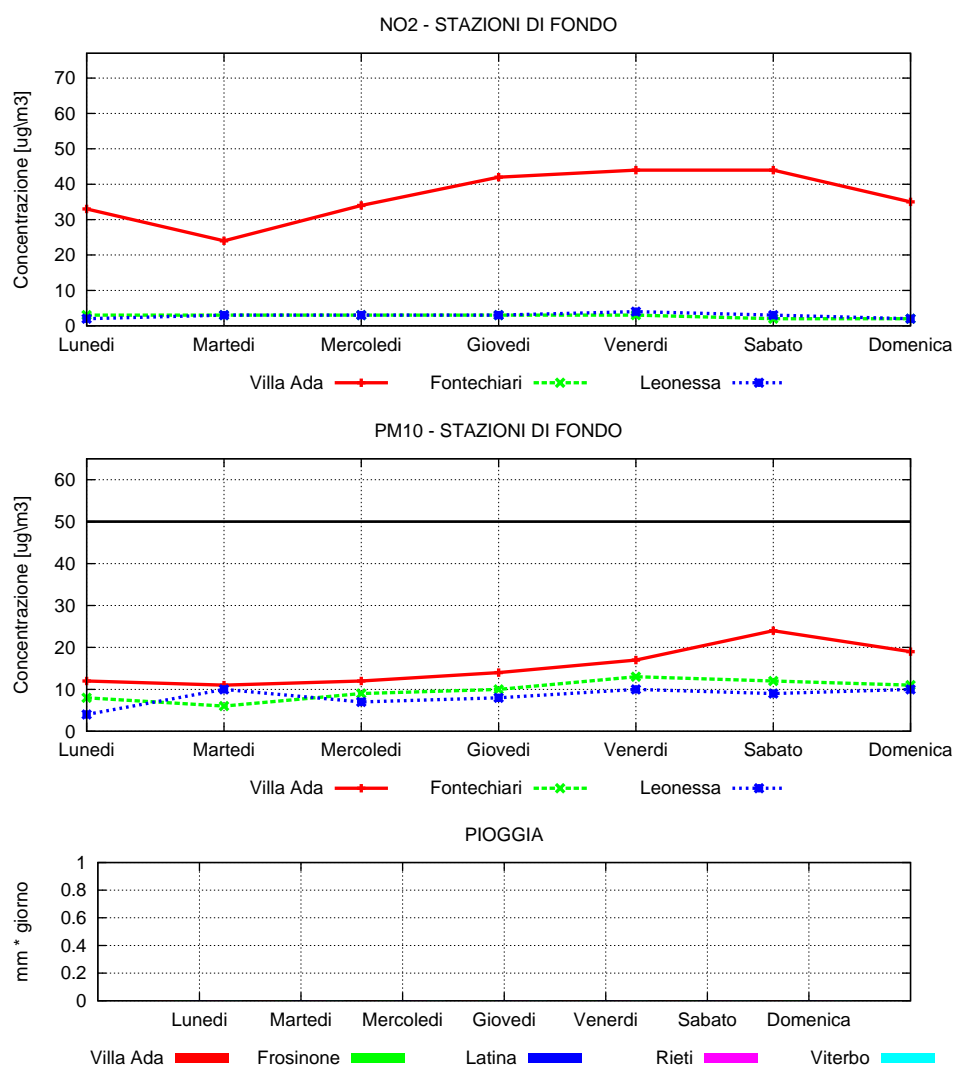 NO2 - STAZIONI DI FONDO
Concentrazione [ug\m3]
70
60
50
40
30
20
10
0
Lunedi Martedi Mercoledi Giovedi Venerdi Sabato Domenica
Villa Ada Fontechiari Leonessa
PM10 - STAZIONI DI FONDO
Concentrazione [ug\m3]
60
50
40
30
20
10
0
Lunedi Martedi Mercoledi Giovedi Venerdi Sabato Domenica
Villa Ada Fontechiari Leonessa
PIOGGIA
mm * giorno
1
0.8
0.6
0.4
0.2
0
Lunedi Martedi Mercoledi Giovedi Venerdi Sabato Domenica
Villa Ada Frosinone Latina Rieti Viterbo